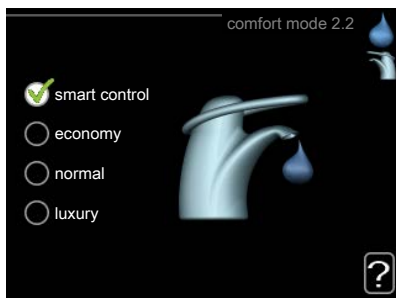 comfort mode 2.2
smart control
economy
normal
luxury
?